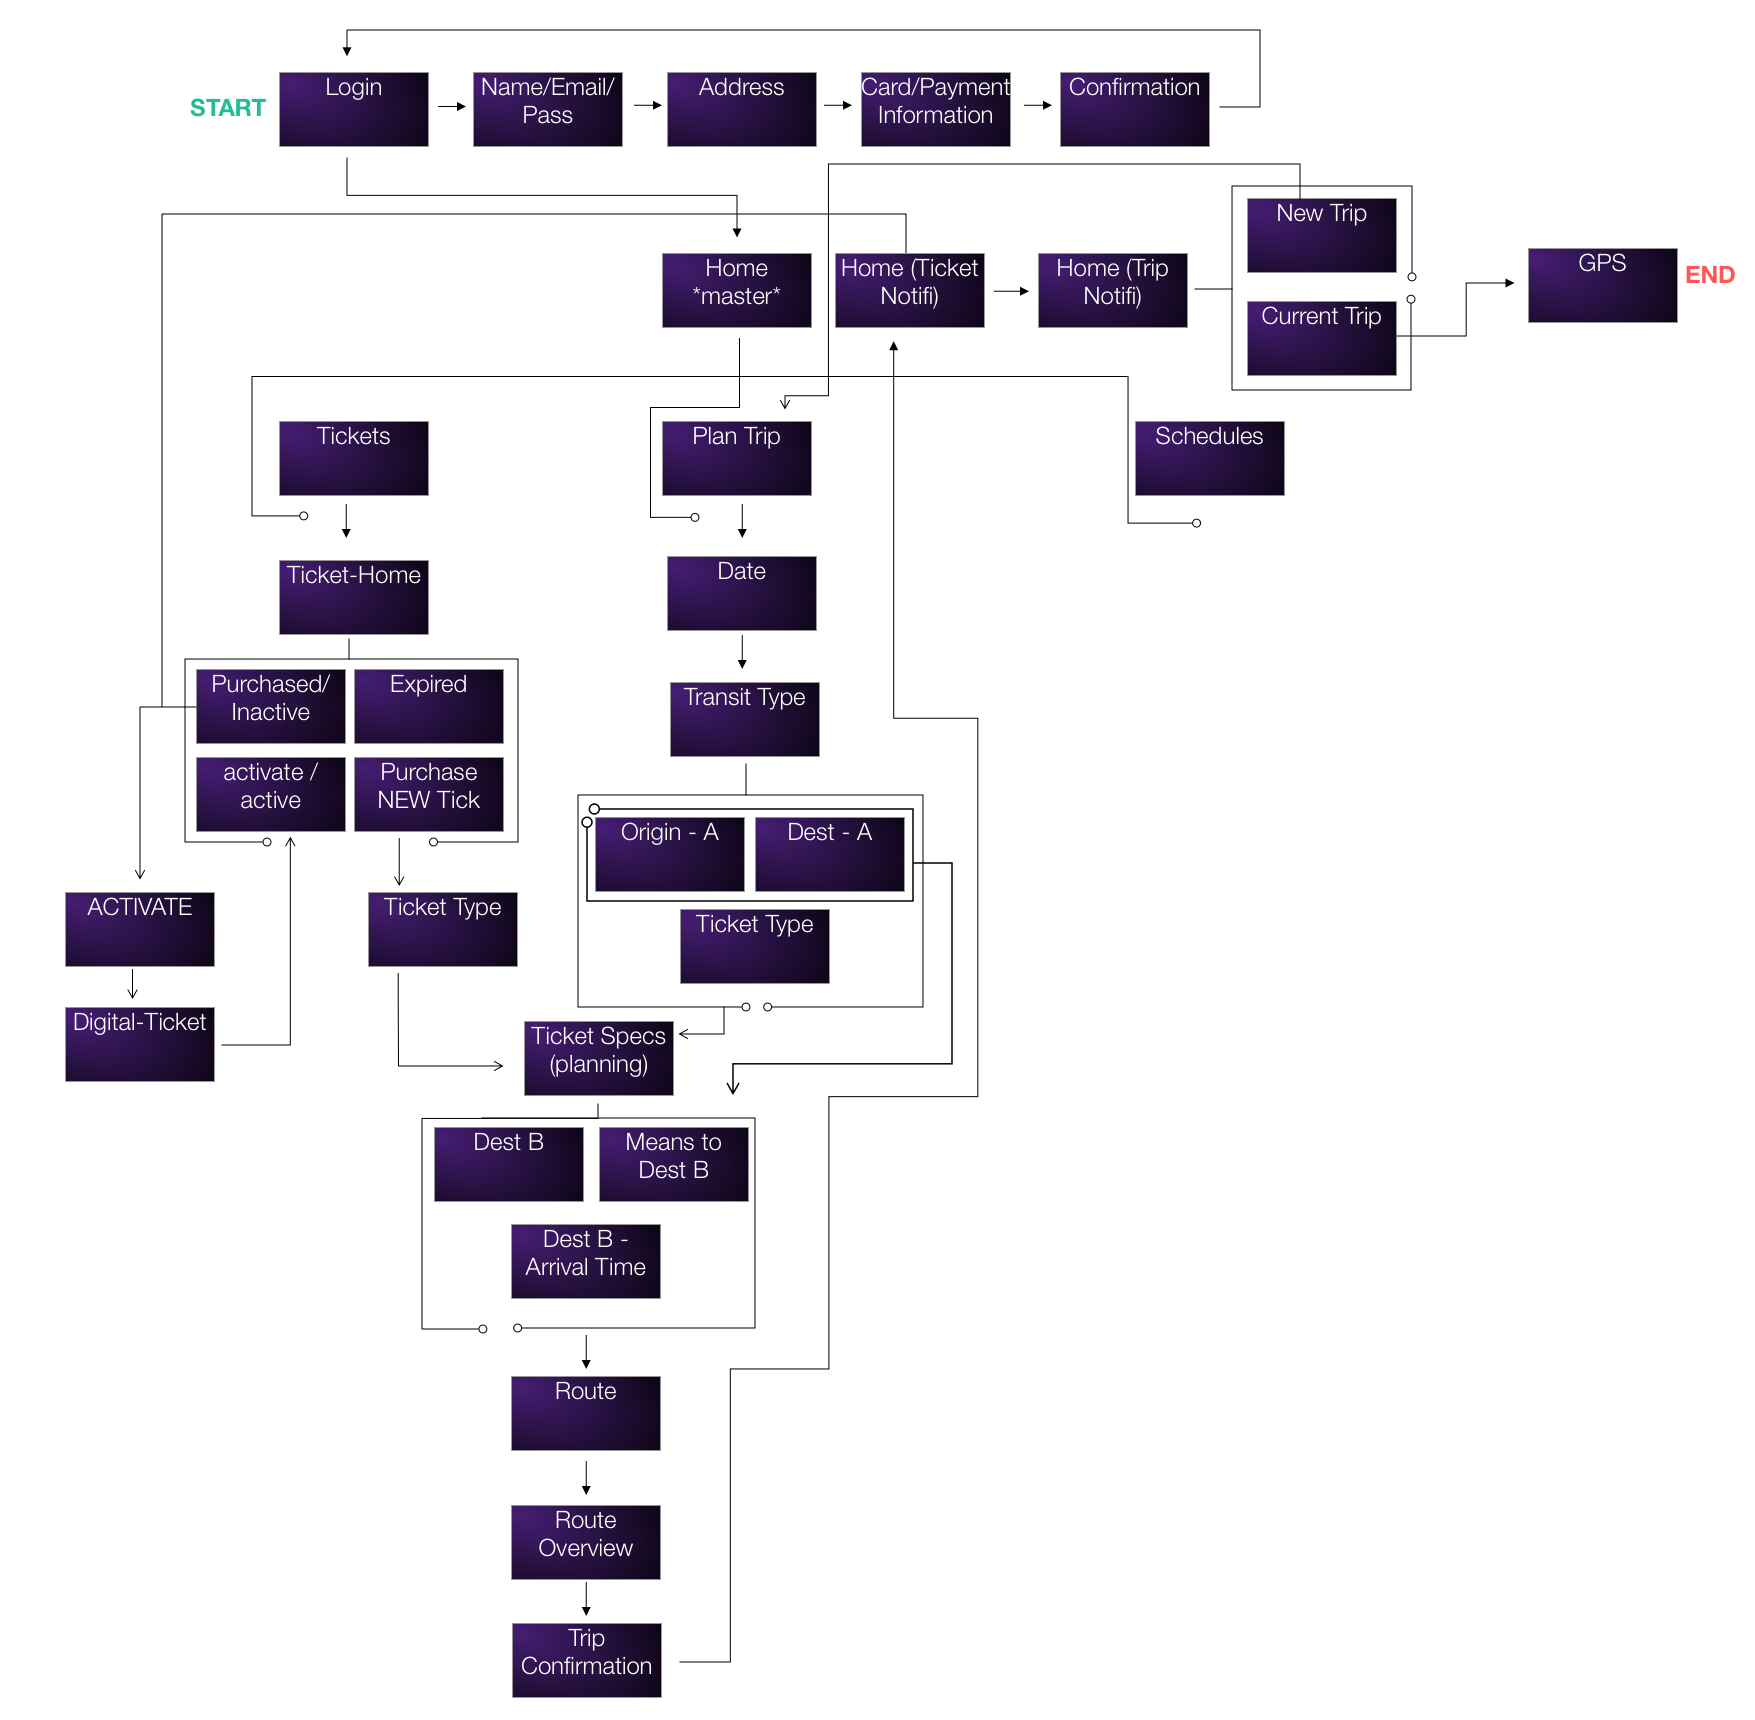 START
Login
Name/Email/
Pass
Address
Card/Payment
Information
Confirmation
Home
*master*
Home (Ticket
Notifi)
Home (Trip
Notifi)
New Trip
Current Trip
GPS
END
Tickets
Plan Trip
Schedules
Ticket-Home
Date
Purchased/
Inactive
Expired
activate /
active
Purchase
NEW Tick
Transit Type
Origin - A
Dest - A
Ticket Type
ACTIVATE
Ticket Type
Digital-Ticket
Ticket Specs
(planning)
Dest B
Means to
Dest B
Dest B -
Arrival Time
Route
Route
Overview
Trip
Confirmation